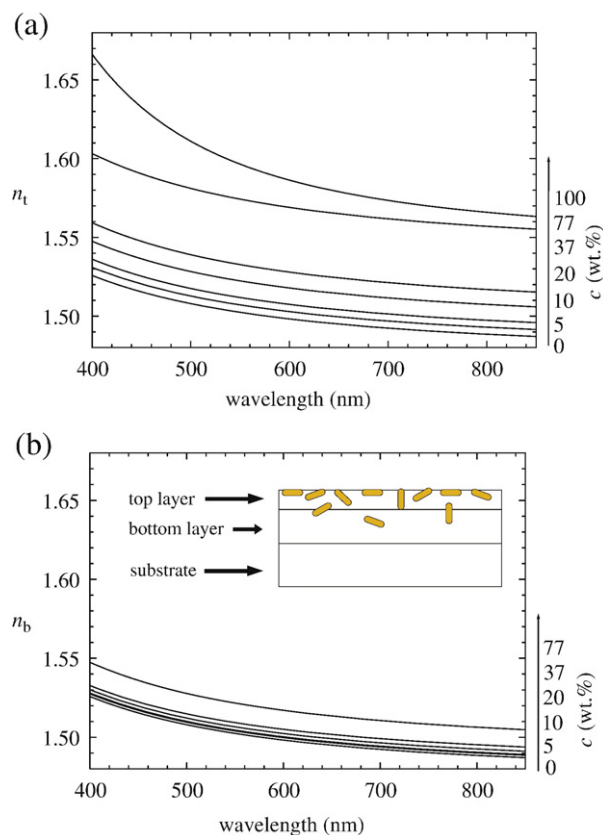 (a)
1.65
1.60
1.55
1.50
nt
400 500 600 700 800
wavelength (nm)
100
77
37
20
10
5
0
c (wt.%)
(b)
1.65
1.60
1.55
1.50
nb
top layer
bottom layer
substrate
400 500 600 700 800
wavelength (nm)
77
37
20
10
5
0
c (wt.%)